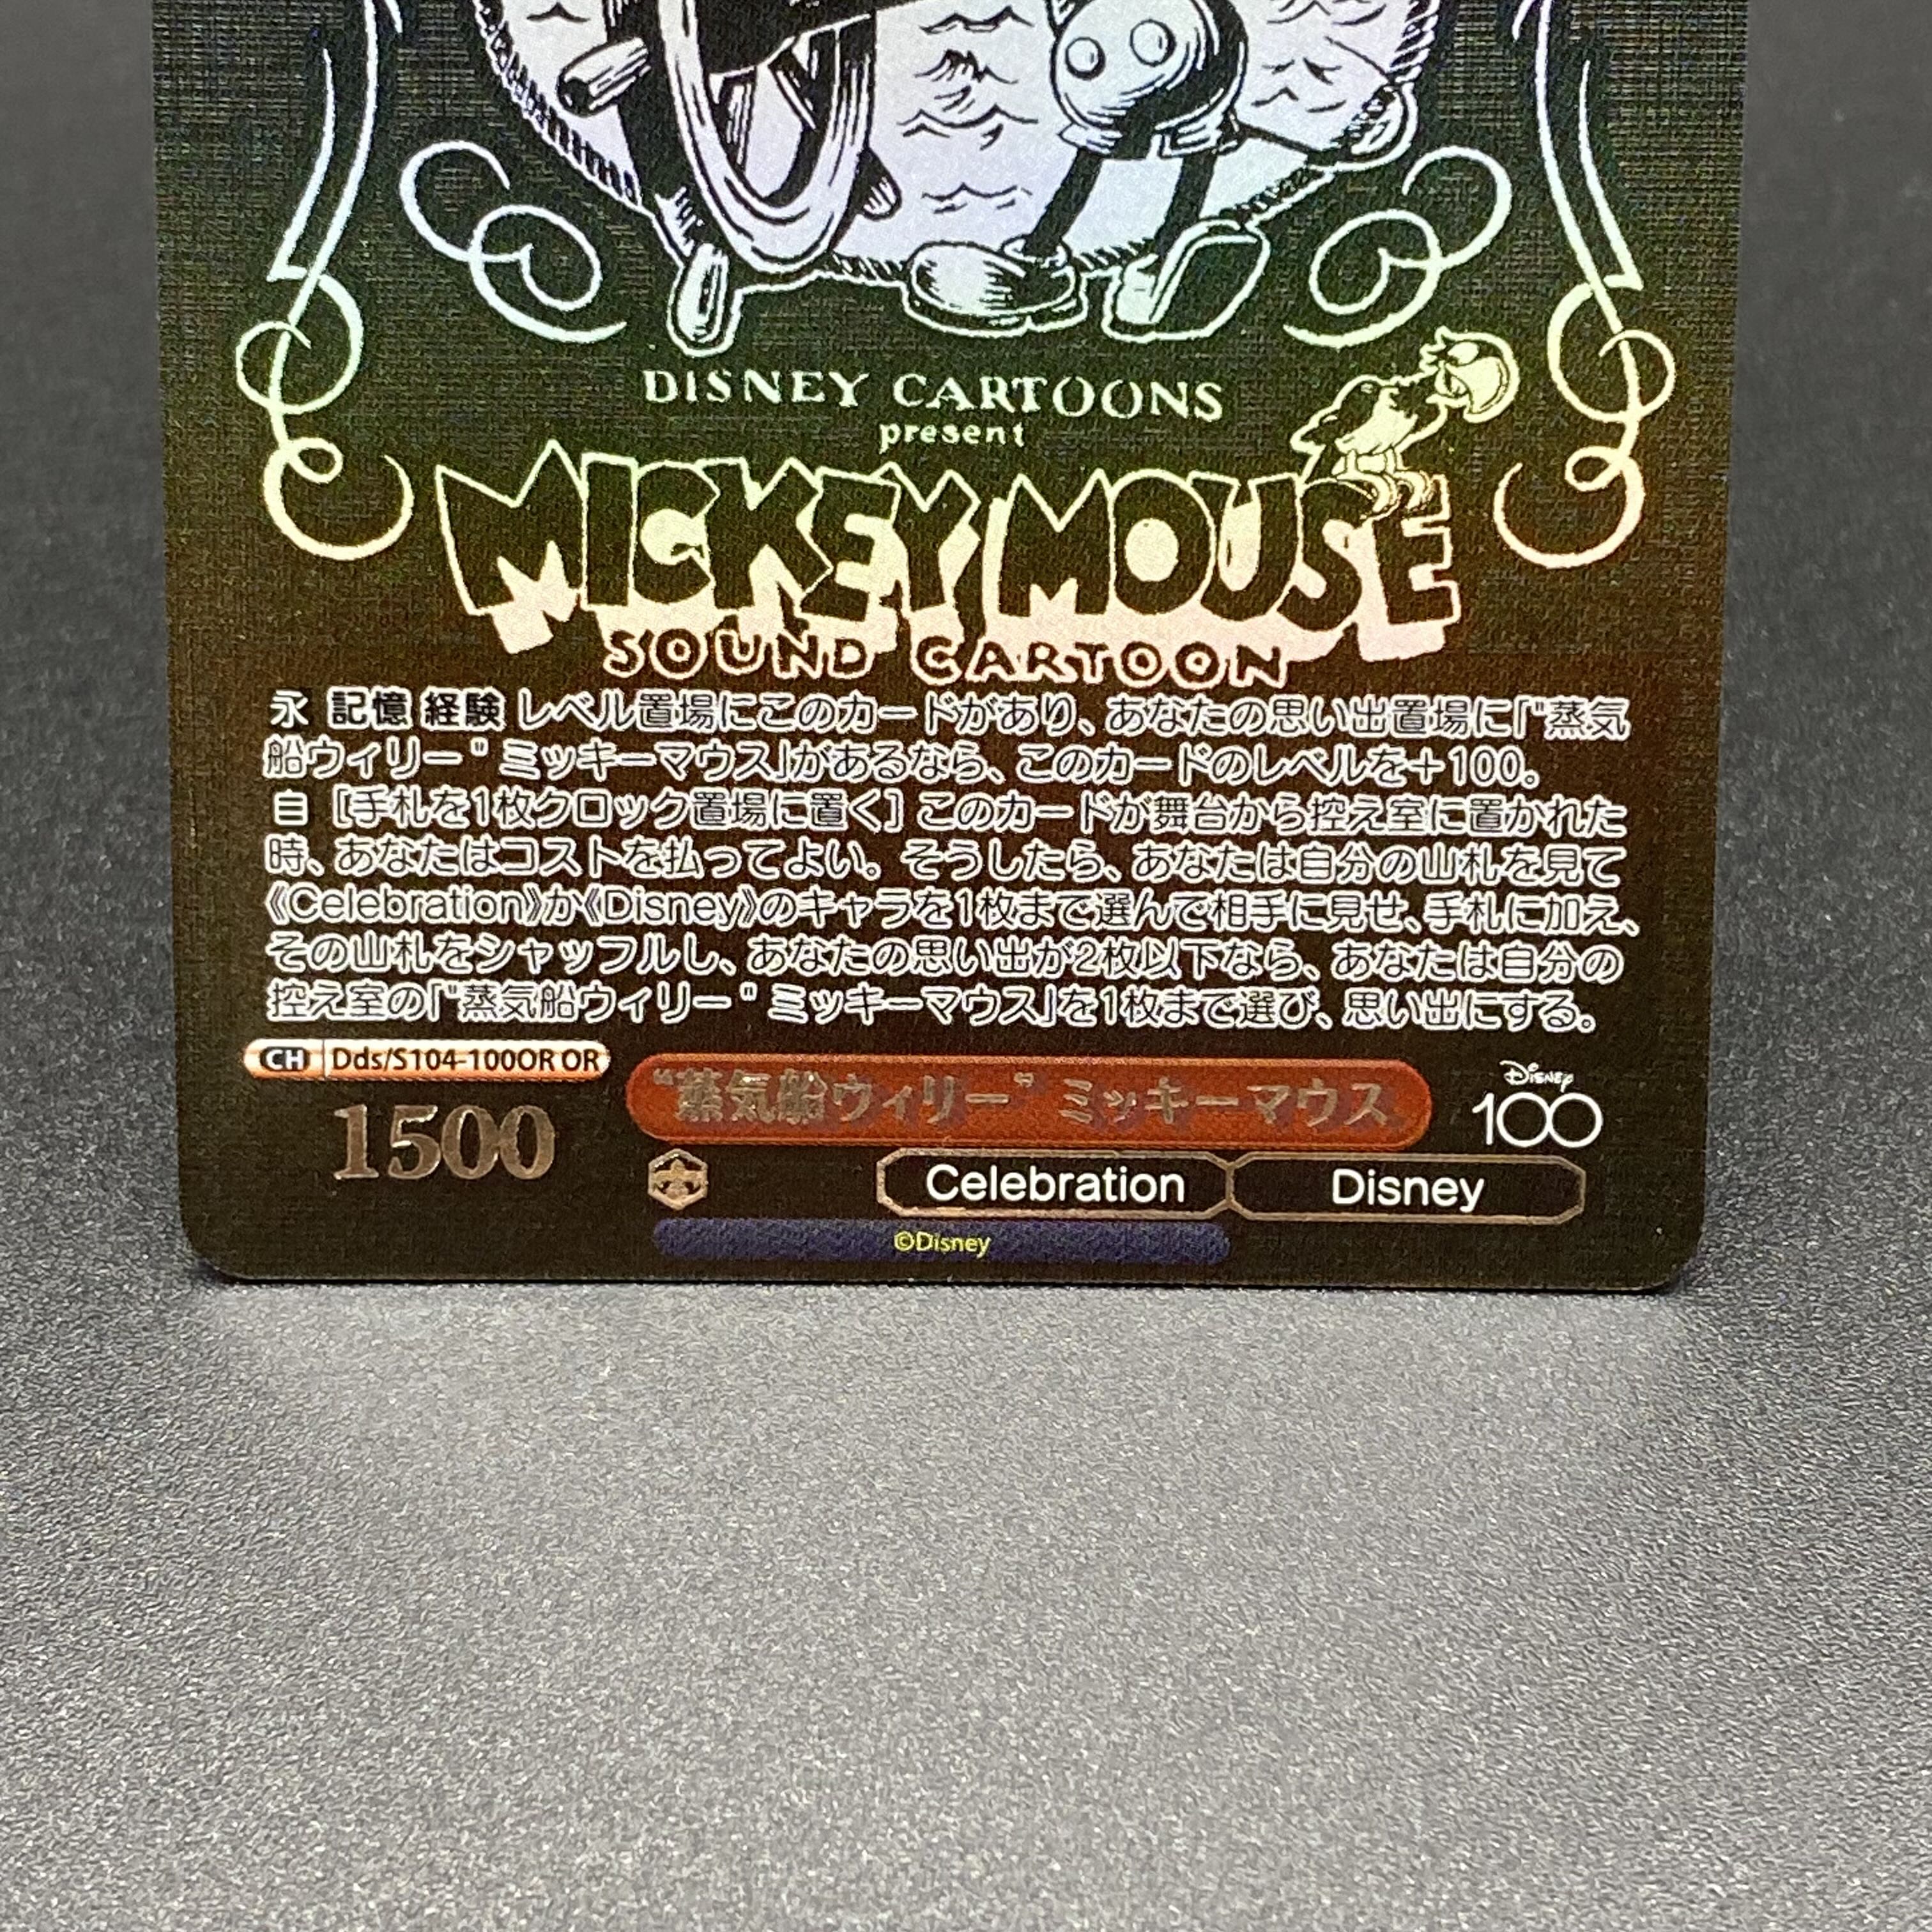 DISNEY CARTOONS
present
MICKEY MOUSE
SOUND CARTOON
永 記憶 経験 レベル置場にこのカードがあり、あなたの思い出置場に「"蒸気
船ウィリー" ミッキーマウス」があるなら、このカードのレベルを+100。
自 [手札を1枚クロック置場に置く] このカードが舞台から控え室に置かれた
時、あなたはコストを払ってよい。そうしたら、あなたは自分の山札を見て
《Celebration》か《Disney》のキャラを1枚まで選んで相手に見せ、手札に加え、
その山札をシャッフルし、あなたの思い出が2枚以下なら、あなたは自分の
控え室の「"蒸気船ウィリー" ミッキーマウス」を1枚まで選び、思い出にする。
CH Dds/S104-100OR OR
1500
“蒸気船ウィリー” ミッキーマウス
Disney
100
Celebration Disney
©Disney